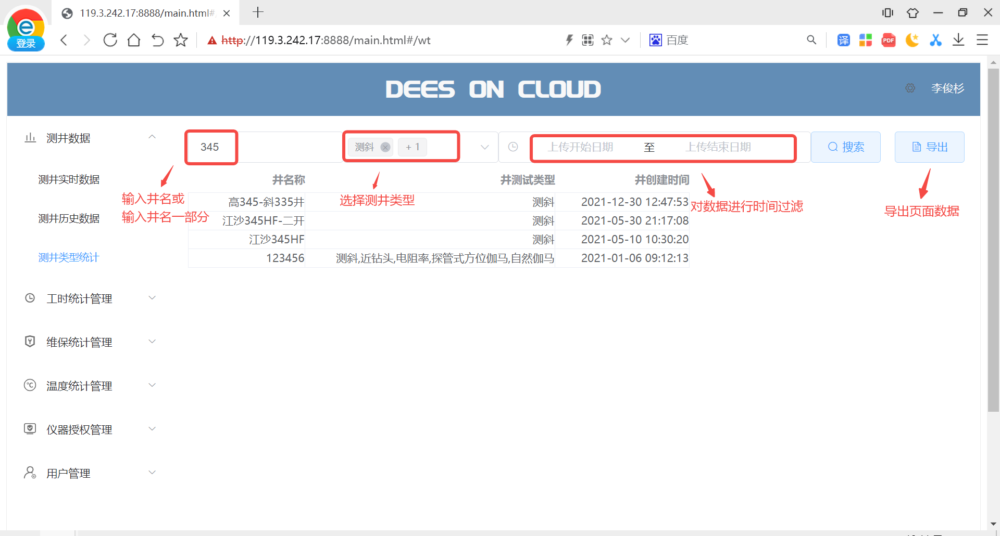 119.3.242.17:8888/main.html#
登录
http://119.3.242.17:8888/main.html#/wt
百度
译
PDF
DEES ON CLOUD
李俊杉
测井数据
345
测斜
+ 1
上传开始日期
至
上传结束日期
搜索
导出
测井实时数据
测井历史数据
测井类型统计
工时统计管理
维保统计管理
℃
温度统计管理
仪器授权管理
用户管理
输入井名或
输入井名一部分
选择测井类型
对数据进行时间过滤
导出页面数据
井名称 井测试类型 井创建时间
高345-斜335井 测斜 2021-12-30 12:47:53
江沙345HF-二开 测斜 2021-05-30 21:17:08
江沙345HF 测斜 2021-05-10 10:30:20
123456 测斜,近钻头,电阻率,探管式方位伽马,自然伽马 2021-01-06 09:12:13